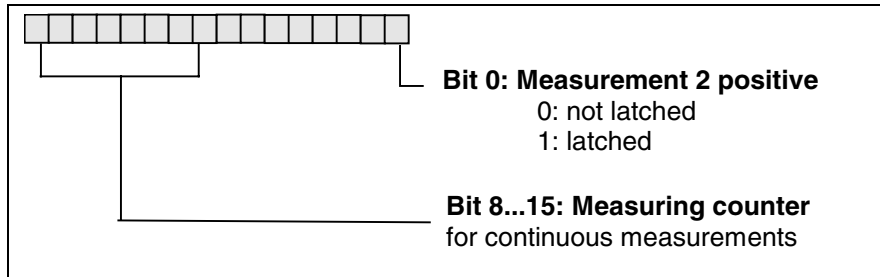 Bit 0: Measurement 2 positive
0: not latched
1: latched
Bit 8...15: Measuring counter
for continuous measurements